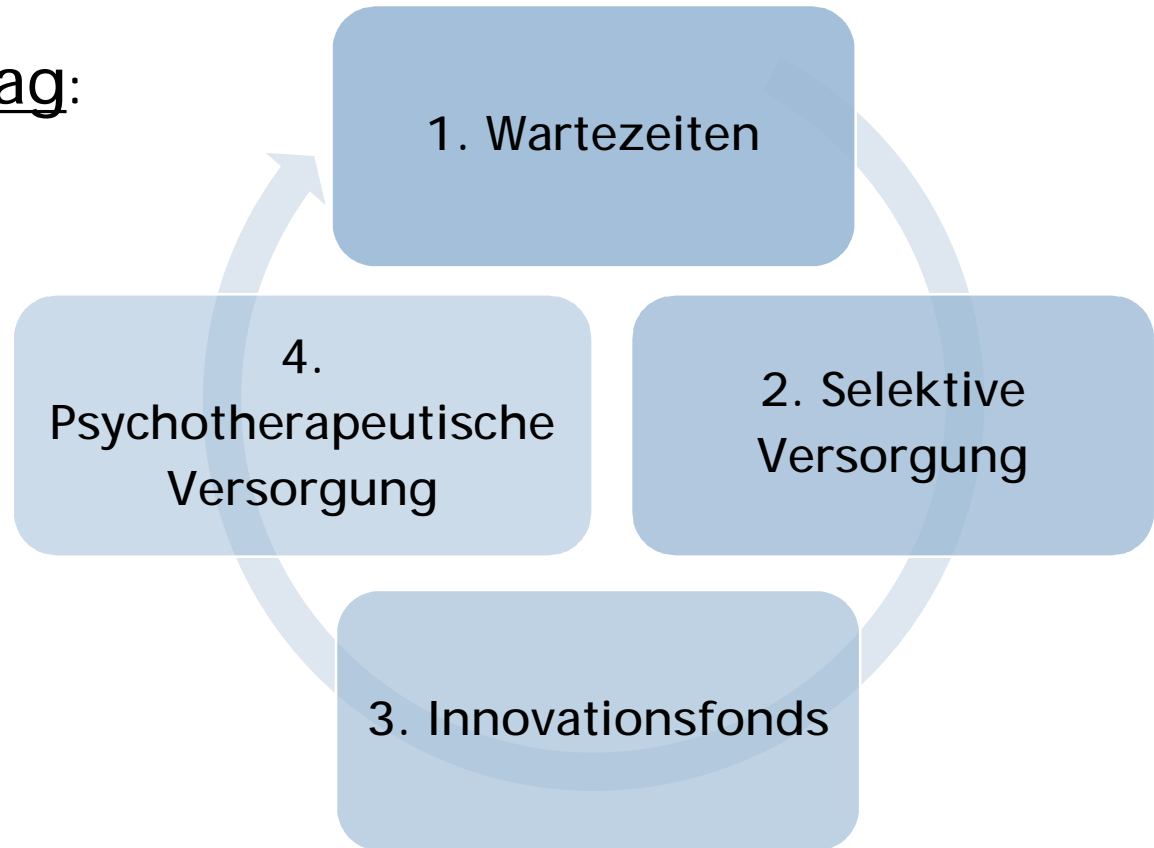 ag:
1. Wartezeiten
2. Selektive
Versorgung
3. Innovationsfonds
4.
Psychotherapeutische
Versorgung